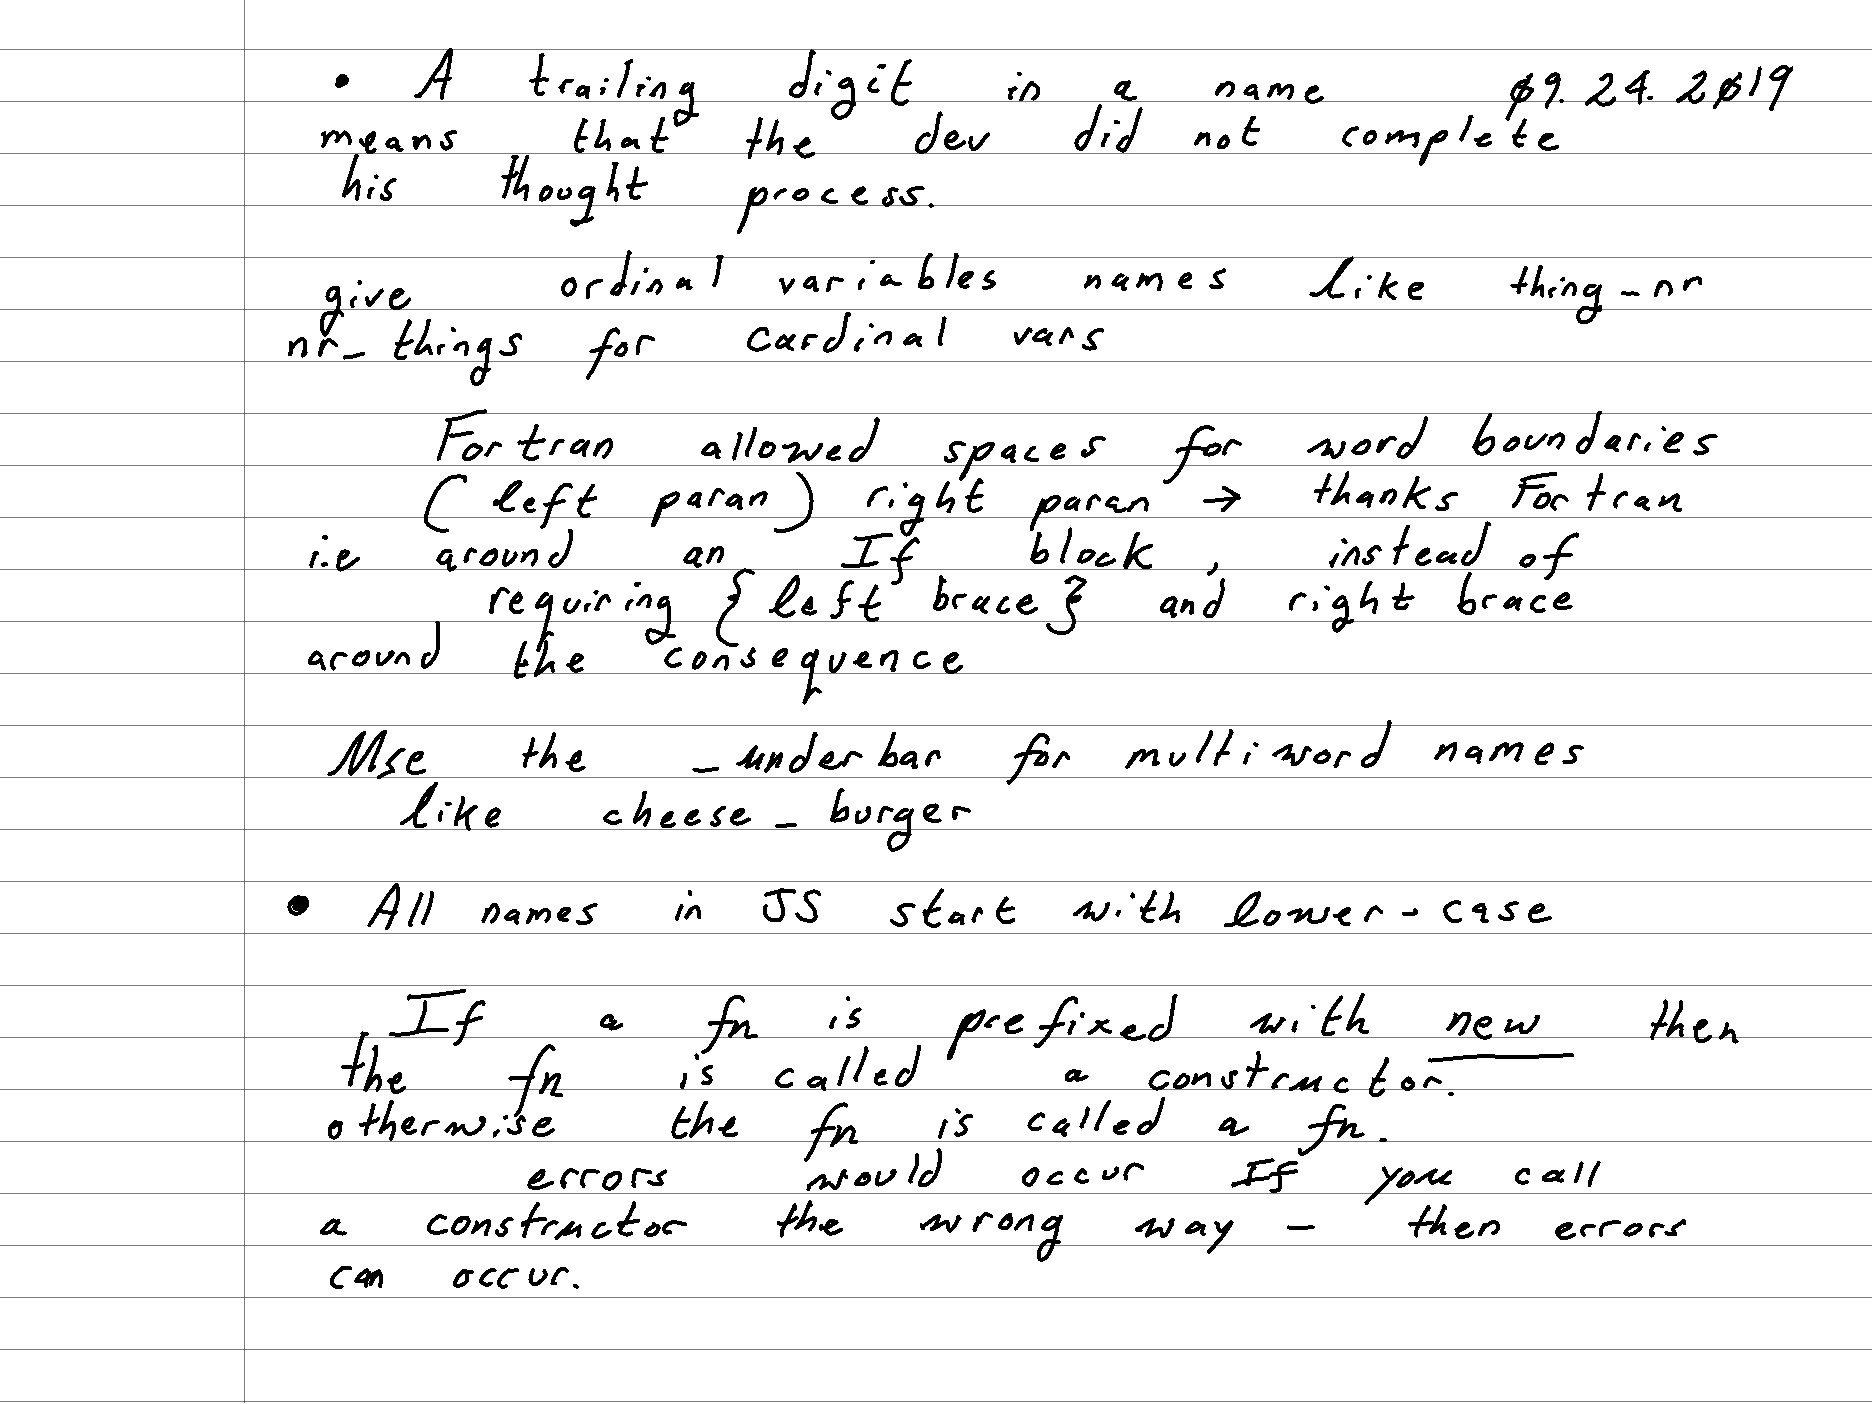 • A trailing digit in a name 09.24.2019
means that the dev did not complete
his thought process.
give ordinal variables names like thing_nr
nr_things for cardinal vars
Fortran allowed spaces for word boundaries
(left paran) right paran → thanks Fortran
i.e around an If block, instead of
requiring {left brace} and right brace
around the consequence
Use the _underbar for multiword names
like cheese_burger
• All names in JS start with lower-case
If a fn is prefixed with new then
the fn is called a constructor.
otherwise the fn is called a fn.
errors would occur If you call
a constructor the wrong way - then errors
can occur.